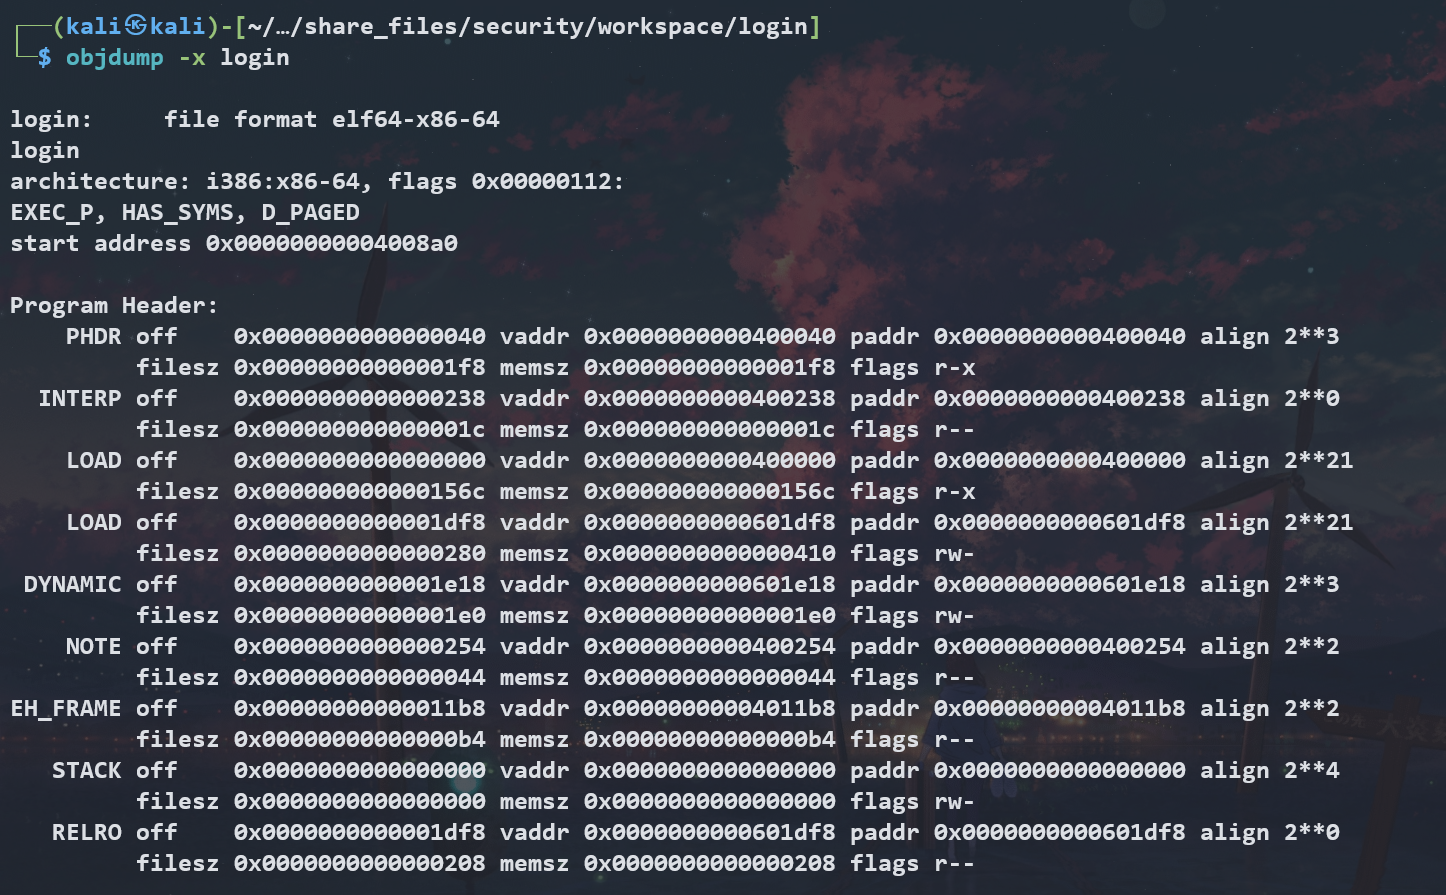 ┌──(kali㉿kali)-[~/…/share_files/security/workspace/login]
└─$ objdump -x login
login:     file format elf64-x86-64
login
architecture: i386:x86-64, flags 0x00000112:
EXEC_P, HAS_SYMS, D_PAGED
start address 0x00000000004008a0
Program Header:
    PHDR off    0x0000000000000040 vaddr 0x0000000000400040 paddr 0x0000000000400040 align 2**3
         filesz 0x00000000000001f8 memsz 0x00000000000001f8 flags r-x
  INTERP off    0x0000000000000238 vaddr 0x0000000000400238 paddr 0x0000000000400238 align 2**0
         filesz 0x000000000000001c memsz 0x000000000000001c flags r--
    LOAD off    0x0000000000000000 vaddr 0x0000000000400000 paddr 0x0000000000400000 align 2**21
         filesz 0x000000000000156c memsz 0x000000000000156c flags r-x
    LOAD off    0x0000000000001df8 vaddr 0x0000000000601df8 paddr 0x0000000000601df8 align 2**21
         filesz 0x0000000000000280 memsz 0x0000000000000410 flags rw-
 DYNAMIC off    0x0000000000001e18 vaddr 0x0000000000601e18 paddr 0x0000000000601e18 align 2**3
         filesz 0x00000000000001e0 memsz 0x00000000000001e0 flags rw-
    NOTE off    0x0000000000000254 vaddr 0x0000000000400254 paddr 0x0000000000400254 align 2**2
         filesz 0x0000000000000044 memsz 0x0000000000000044 flags r--
EH_FRAME off    0x00000000000011b8 vaddr 0x00000000004011b8 paddr 0x00000000004011b8 align 2**2
         filesz 0x00000000000000b4 memsz 0x00000000000000b4 flags r--
   STACK off    0x0000000000000000 vaddr 0x0000000000000000 paddr 0x0000000000000000 align 2**4
         filesz 0x0000000000000000 memsz 0x0000000000000000 flags rw-
   RELRO off    0x0000000000001df8 vaddr 0x0000000000601df8 paddr 0x0000000000601df8 align 2**0
         filesz 0x0000000000000208 memsz 0x0000000000000208 flags r--